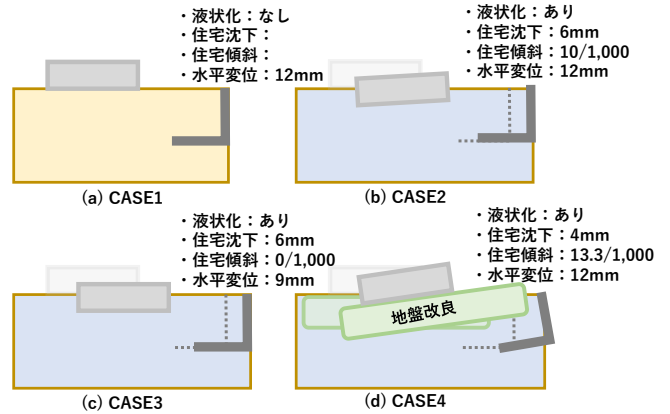 ・液状化：なし
・住宅沈下：
・住宅傾斜：
・水平変位：12mm
(a) CASE1
・液状化：あり
・住宅沈下：6mm
・住宅傾斜：10/1,000
・水平変位：12mm
(b) CASE2
・液状化：あり
・住宅沈下：6mm
・住宅傾斜：0/1,000
・水平変位：9mm
(c) CASE3
・液状化：あり
・住宅沈下：4mm
・住宅傾斜：13.3/1,000
・水平変位：12mm
地盤改良
(d) CASE4